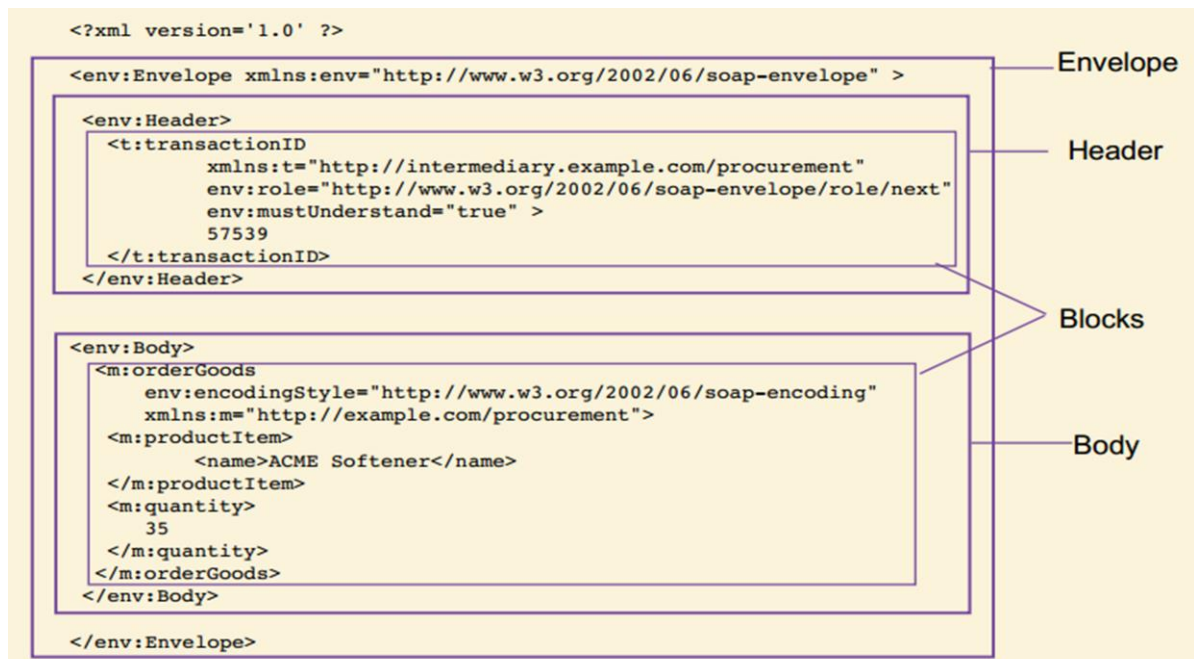 <?xml version='1.0' ?>
<env:Envelope xmlns:env="http://www.w3.org/2002/06/soap-envelope" >
Envelope
<env:Header>
<t:transactionID
xmlns:t="http://intermediary.example.com/procurement"
Header
env:role="http://www.w3.org/2002/06/soap-envelope/role/next"
env:mustUnderstand="true" >
57539
</t:transactionID>
</env:Header>
Blocks
<env:Body>
<m:orderGoods
env:encodingStyle="http://www.w3.org/2002/06/soap-encoding"
xmlns:m="http://example.com/procurement">
<m:productItem>
Body
<name>ACME Softener</name>
</m:productItem>
<m:quantity>
35
</m:quantity>
</m:orderGoods>
</env:Body>
</env:Envelope>